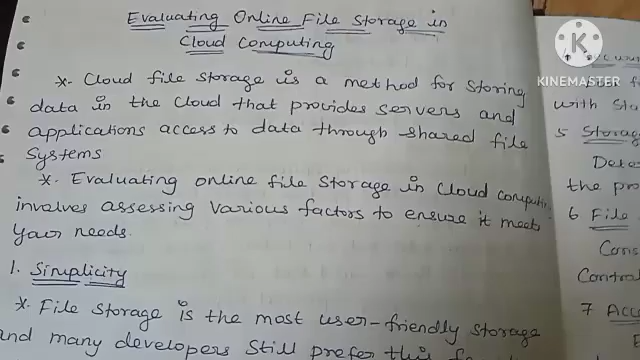 Evaluating Online File Storage in
Cloud Computing
*. Cloud file storage is a method for storing
data in the cloud that provides servers and
applications access to data through shared file
systems
*. Evaluating online file storage in cloud
involves assessing various factors to ensure it meets
your needs.
1. Simplicity
*. File storage is the most user-friendly storage
and many developers still prefer this
K
KINEMASTER
with
5 Storage
the
6 File
7